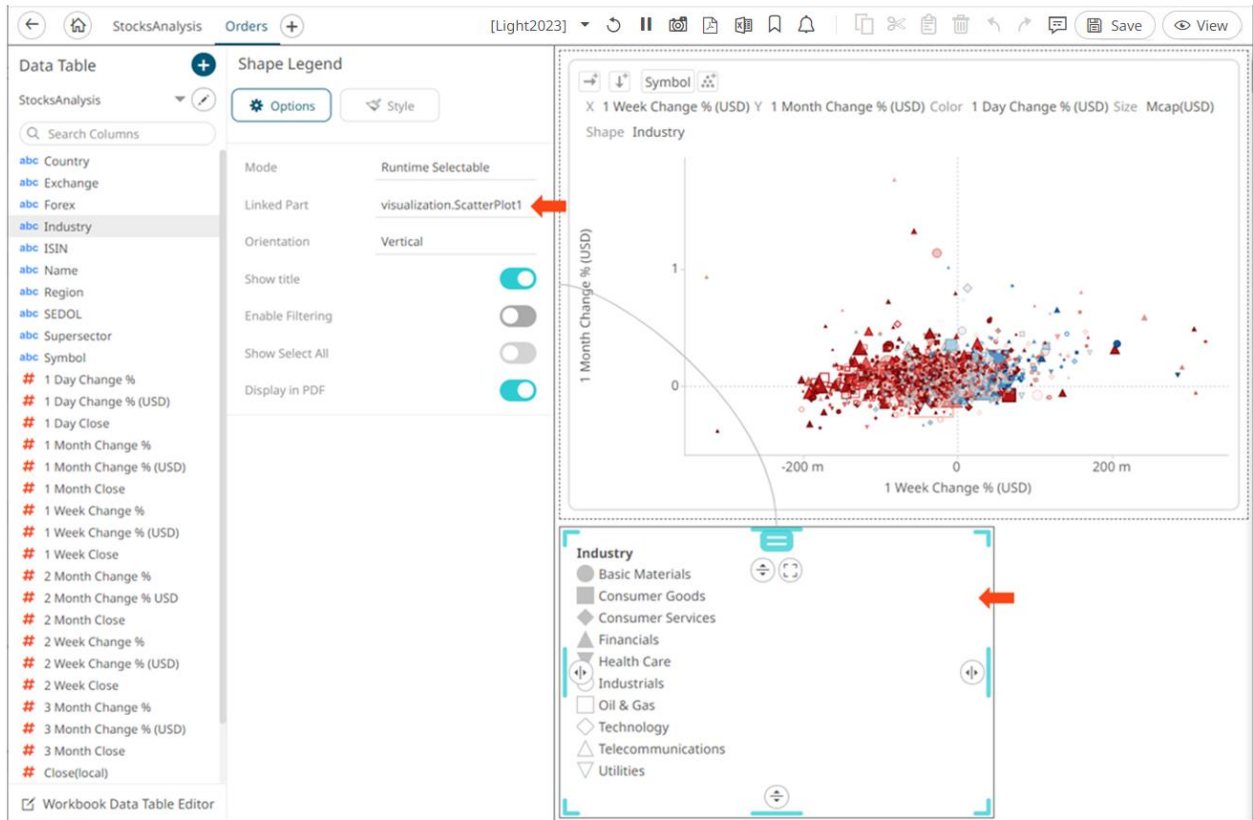 StocksAnalysis Orders [Light2023] Save View
Data Table
StocksAnalysis
Search Columns
abc Country
abc Exchange
abc Forex
abc Industry
abc ISIN
abc Name
abc Region
abc SEDOL
abc Supersector
abc Symbol
# 1 Day Change %
# 1 Day Change % (USD)
# 1 Day Close
# 1 Month Change %
# 1 Month Change % (USD)
# 1 Month Close
# 1 Week Change %
# 1 Week Change % (USD)
# 1 Week Close
# 2 Month Change %
# 2 Month Change % USD
# 2 Month Close
# 2 Week Change %
# 2 Week Change % (USD)
# 2 Week Close
# 3 Month Change %
# 3 Month Change % (USD)
# 3 Month Close
# Close(local)
Workbook Data Table Editor
Shape Legend
Options Style
Mode Runtime Selectable
Linked Part visualization.ScatterPlot1
Orientation Vertical
Show title
Enable Filtering
Show Select All
Display in PDF
Symbol
X 1 Week Change % (USD) Y 1 Month Change % (USD) Color 1 Day Change % (USD) Size Mcap(USD)
Shape Industry
1 Month Change % (USD)
1
0
-200 m 0 200 m
1 Week Change % (USD)
Industry
Basic Materials
Consumer Goods
Consumer Services
Financials
Health Care
Industrials
Oil & Gas
Technology
Telecommunications
Utilities